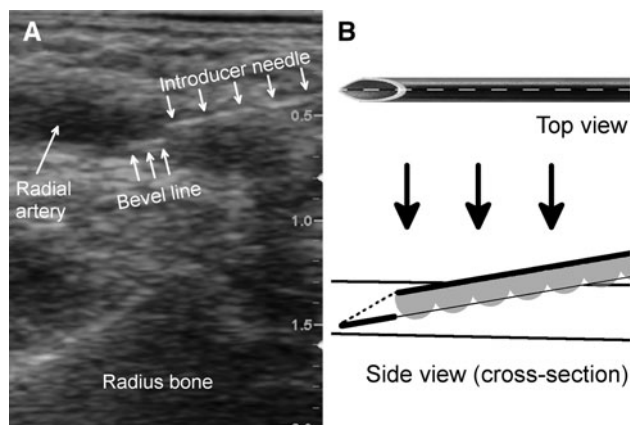 A
Introducer needle
0.5
Radial
artery
Bevel line
1.0
1.5
Radius bone
B
Top view
Side view (cross-section)